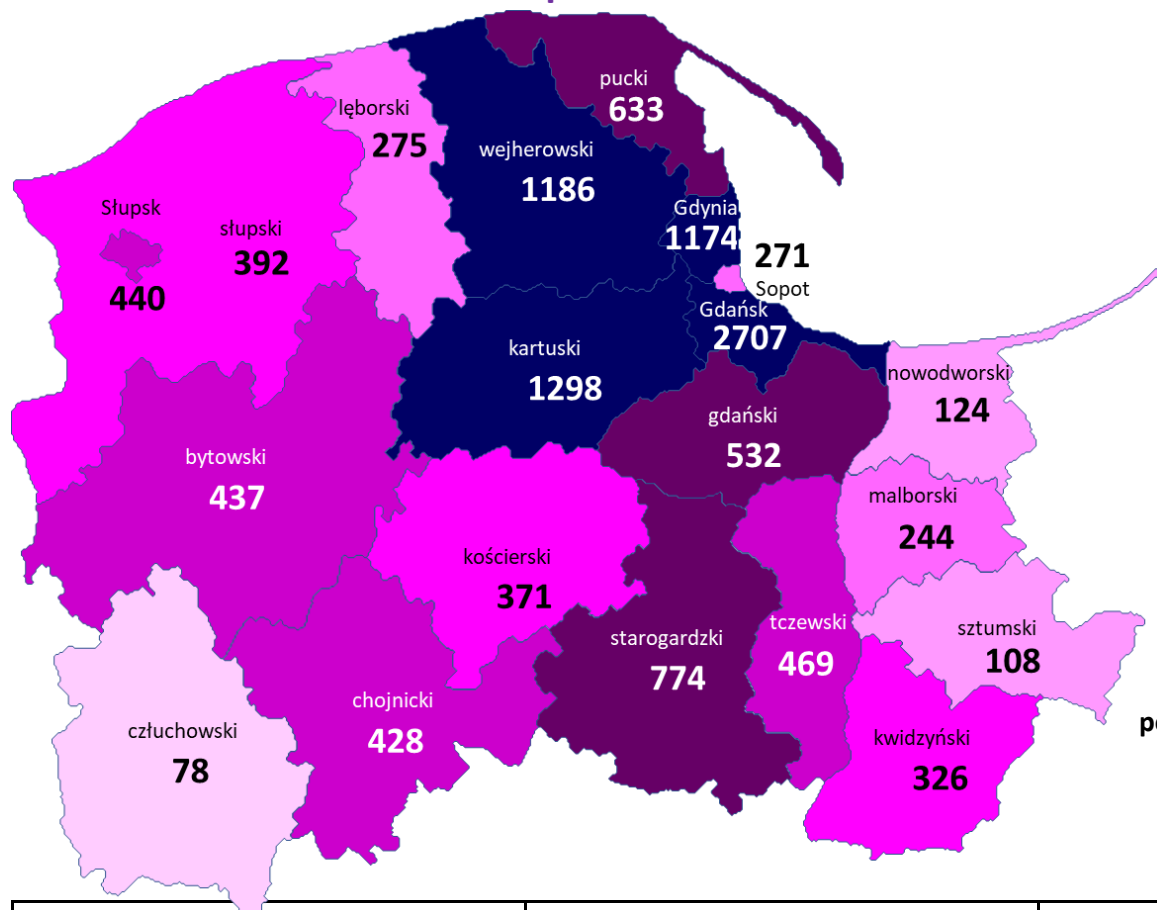 pucki
633
lęborski
275
wejherowski
1186
Słupsk
440
słupski
392
Gdynia
1174
271
Sopot
Gdańsk
2707
kartuski
1298
nowodworski
124
gdański
532
bytowski
437
malborski
244
kościerski
371
starogardzki
774
tczewski
469
sztumski
108
chojnicki
428
człuchowski
78
kwidzyński
326